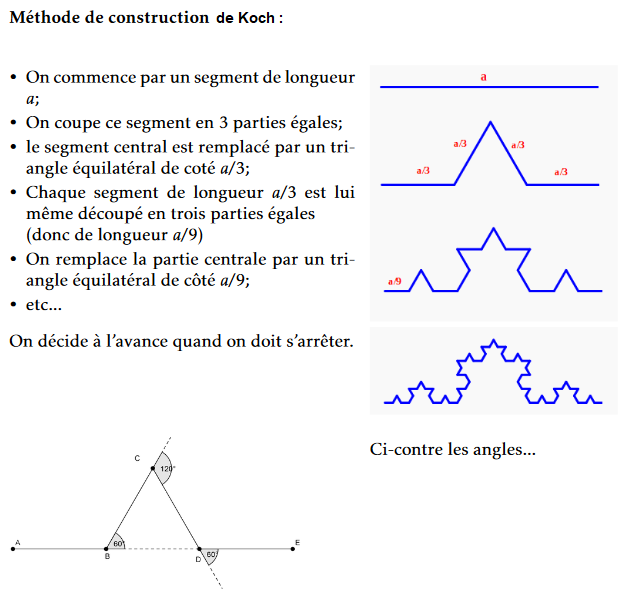 Méthode de construction de Koch :
• On commence par un segment de longueur
a;
• On coupe ce segment en 3 parties égales;
• le segment central est remplacé par un tri-
angle équilatéral de coté a/3;
• Chaque segment de longueur a/3 est lui
même découpé en trois parties égales
(donc de longueur a/9)
• On remplace la partie centrale par un tri-
angle équilatéral de côté a/9;
• etc...
On décide à l'avance quand on doit s'arrêter.
a
a/3
a/3
a/3
a/3
a/9
Ci-contre les angles...
C
120°
A
60°
B
D
60°
E